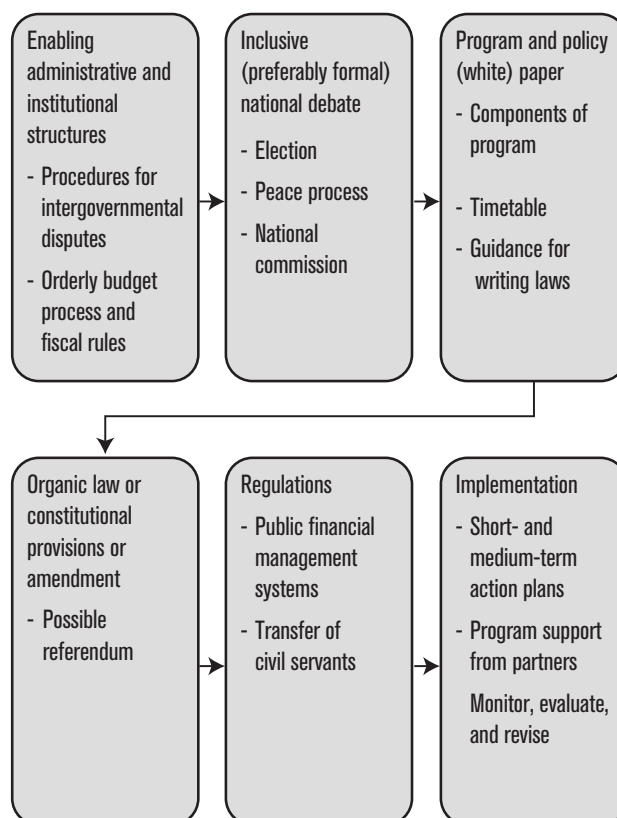 Enabling
administrative and
institutional
structures
- Procedures for
intergovernmental
disputes
- Orderly budget
process and
fiscal rules
Inclusive
(preferably formal)
national debate
- Election
- Peace process
- National
commission
Program and policy
(white) paper
- Components of
program
- Timetable
- Guidance for
writing laws
Organic law or
constitutional
provisions or
amendment
- Possible
referendum
Regulations
- Public financial
management
systems
- Transfer of
civil servants
Implementation
- Short- and
medium-term
action plans
- Program support
from partners
Monitor, evaluate,
and revise